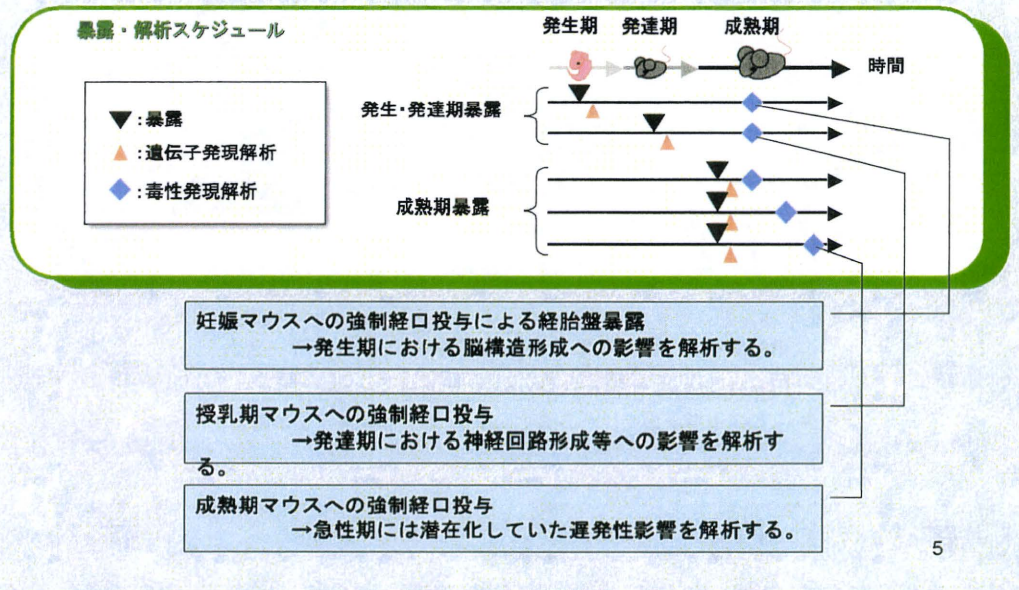 暴露・解析スケジュール
発生期 発達期 成熟期
時間
:暴露
:遺伝子発現解析
:毒性発現解析
発生・発達期暴露
成熟期暴露
妊娠マウスへの強制経口投与による経胎盤暴露
→発生期における脳構造形成への影響を解析する。
授乳期マウスへの強制経口投与
→発達期における神経回路形成等への影響を解析す
る。
成熟期マウスへの強制経口投与
→急性期には潜在化していた遅発性影響を解析する。
5